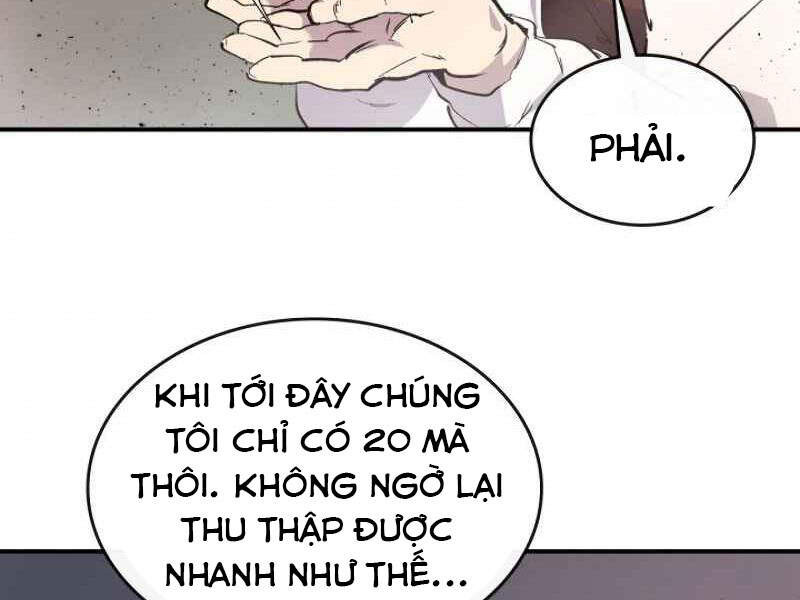 PHẢI.
KHI TỚI ĐÂY CHÚNG
TÔI CHỈ CÓ 20 MÀ
THÔI. KHÔNG NGỜ LẠI
THU THẬP ĐƯỢC
NHANH NHƯ THẾ...